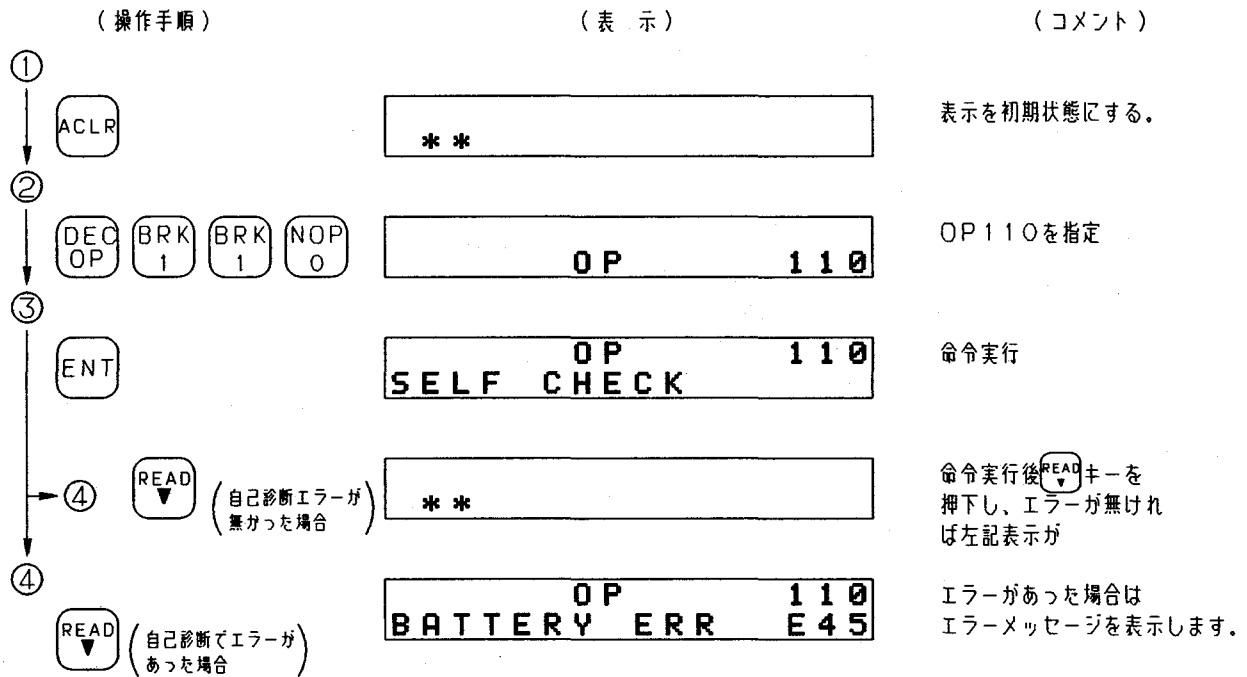 (操作手順) (表 示) (コメント)
①
ACLR
**
表示を初期状態にする。
②
DEC OP BRK 1 BRK 1 NOP 0
OP 110
OP110を指定
③
ENT
OP 110
SELF CHECK
命令実行
④ READ ▼ (自己診断エラーが
無かった場合)
**
命令実行後READ ▼キーを
押下し、エラーが無けれ
ば左記表示が
④
READ ▼ (自己診断でエラーが
あった場合)
OP 110
BATTERY ERR E45
エラーがあった場合は
エラーメッセージを表示します。